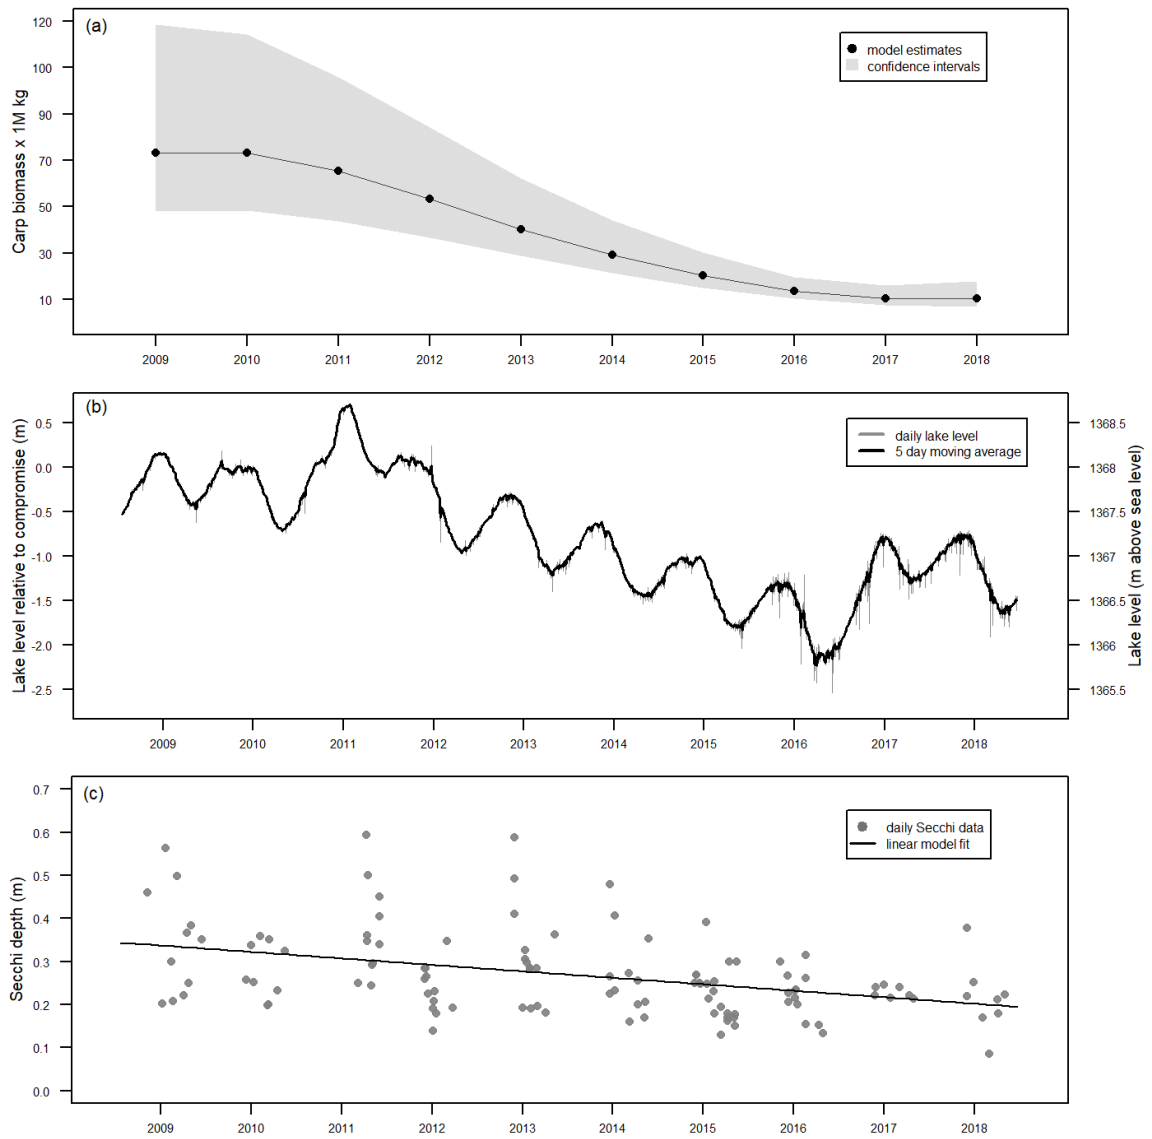 (a)
model estimates
confidence intervals
Carp biomass x 1M kg
120
100
90
70
50
30
10
2009 2010 2011 2012 2013 2014 2015 2016 2017 2018
(b)
daily lake level
5 day moving average
Lake level relative to compromise (m)
0.5
0.0
-0.5
-1.0
-1.5
-2.0
-2.5
1368.5
1368
1367.5
1367
1366.5
1366
1365.5
Lake level (m above sea level)
2009 2010 2011 2012 2013 2014 2015 2016 2017 2018
(c)
daily Secchi data
linear model fit
Secchi depth (m)
0.7
0.6
0.5
0.4
0.3
0.2
0.1
0.0
2009 2010 2011 2012 2013 2014 2015 2016 2017 2018